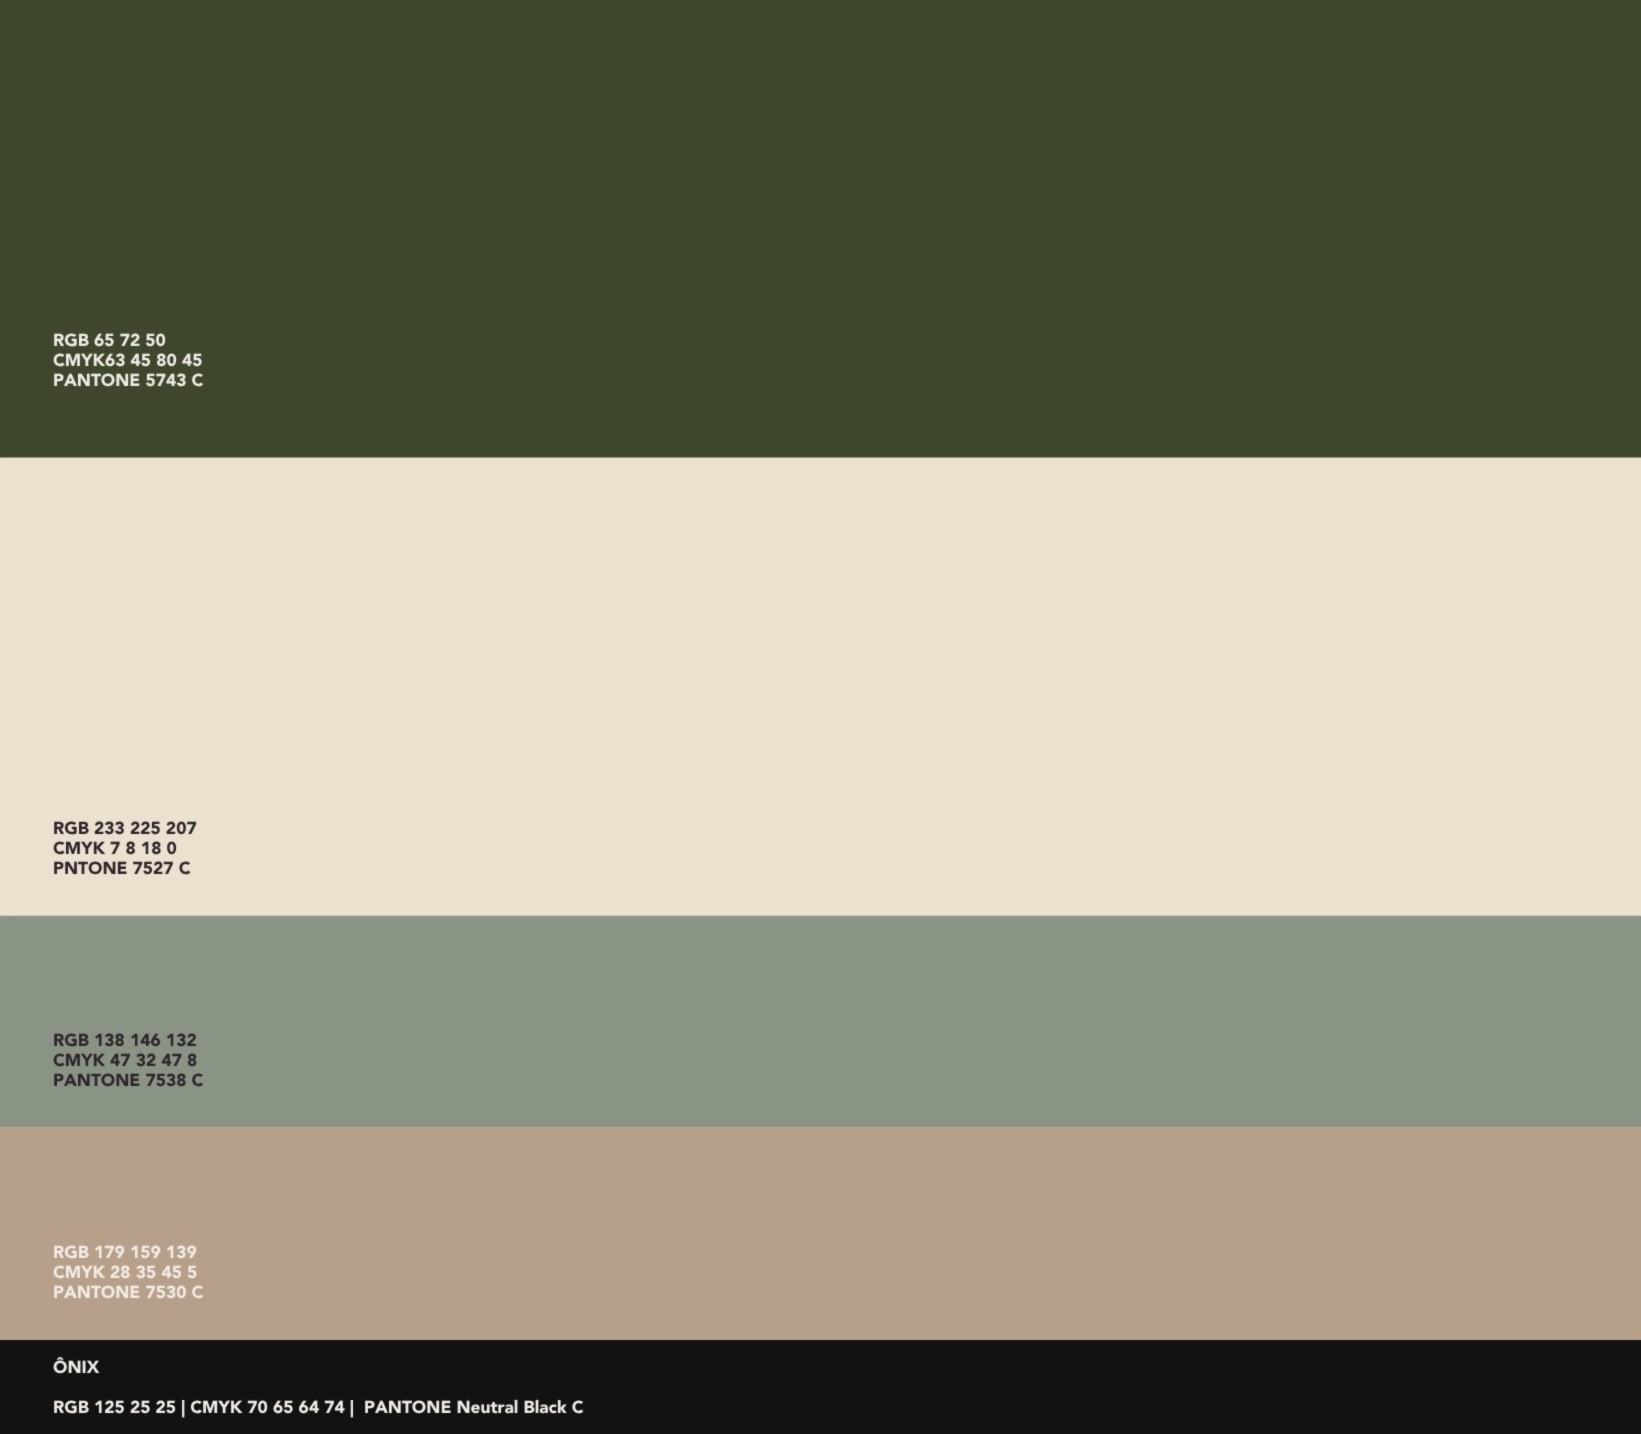 RGB 65 72 50
CMYK63 45 80 45
PANTONE 5743 C
RGB 233 225 207
CMYK 7 8 18 0
PNTONE 7527 C
RGB 138 146 132
CMYK 47 32 47 8
PANTONE 7538 C
RGB 179 159 139
CMYK 28 35 45 5
PANTONE 7530 C
ÔNIX
RGB 125 25 25 | CMYK 70 65 64 74 | PANTONE Neutral Black C